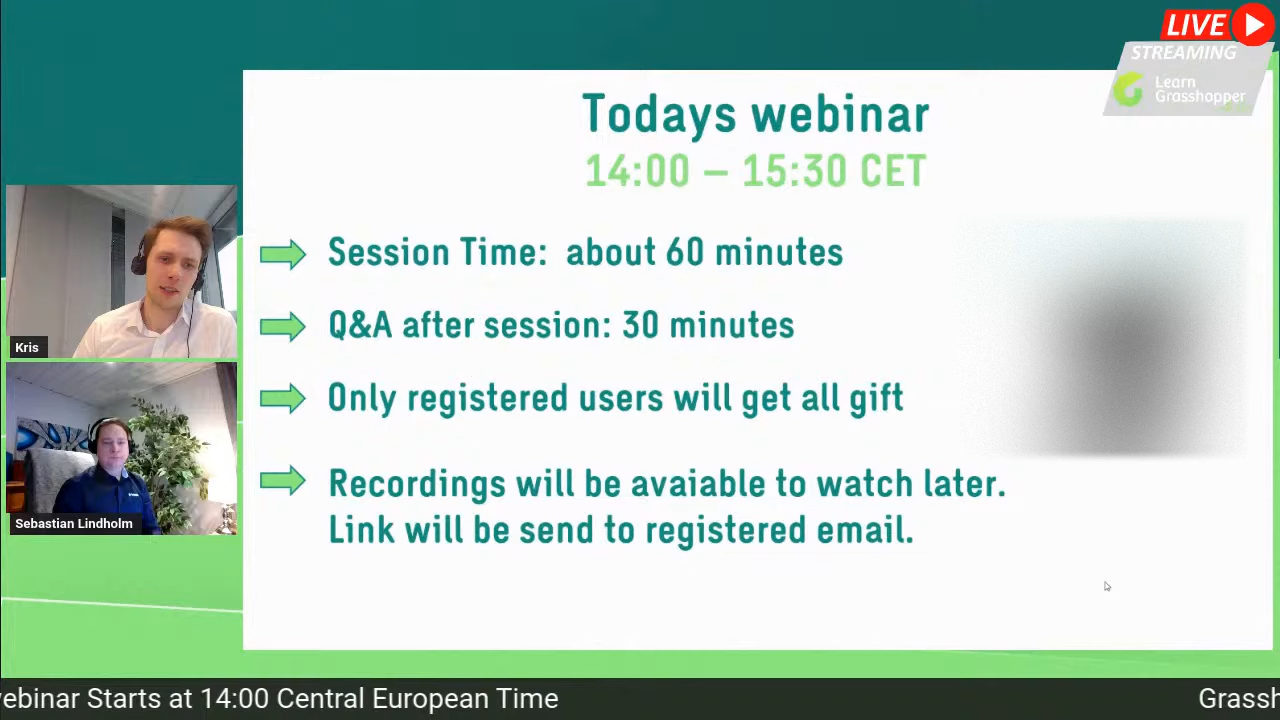 LIVE
STREAMING
Learn
Grasshopper
Todays webinar
14:00 – 15:30 CET
Session Time: about 60 minutes
Q&A after session: 30 minutes
Only registered users will get all gift
Recordings will be avaiable to watch later.
Link will be send to registered email.
Kris
Sebastian Lindholm
ebinar Starts at 14:00 Central European Time
Grassh